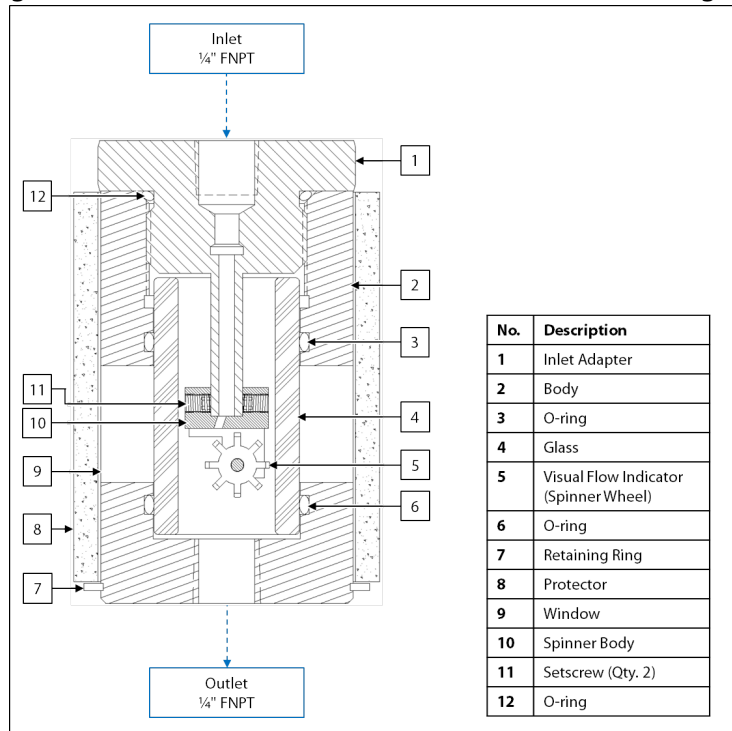 Inlet
¼" FNPT
1
12
2
3
11
10
4
9
5
8
6
7
Outlet
¼" FNPT
No. Description
1 Inlet Adapter
2 Body
3 O-ring
4 Glass
5 Visual Flow Indicator
(Spinner Wheel)
6 O-ring
7 Retaining Ring
8 Protector
9 Window
10 Spinner Body
11 Setscrew (Qty. 2)
12 O-ring